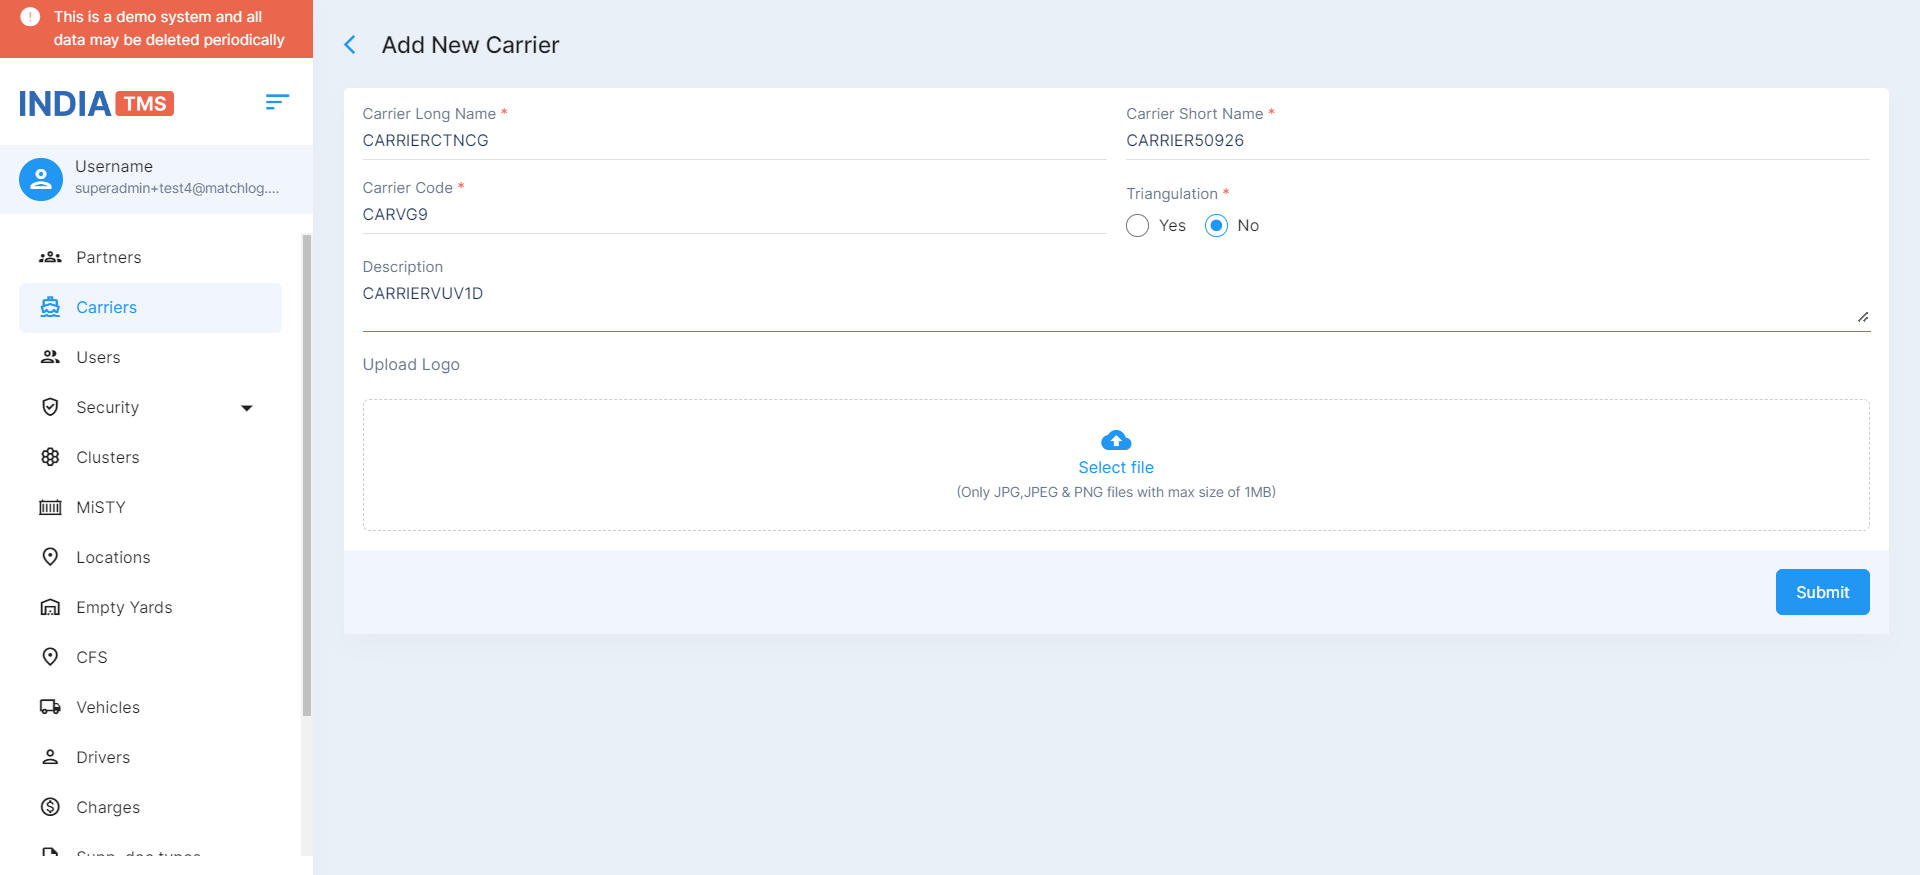 This is a demo system and all
data may be deleted periodically
INDIA TMS
Username
superadmin+test4@matchlog....
Partners
Carriers
Users
Security
Clusters
MiSTY
Locations
Empty Yards
CFS
Vehicles
Drivers
Charges
Supp. doc types
Add New Carrier
Carrier Long Name *
CARRIERCTNCG
Carrier Short Name *
CARRIER50926
Carrier Code *
CARVG9
Triangulation *
Yes No
Description
CARRIERVUV1D
Upload Logo
Select file
(Only JPG,JPEG & PNG files with max size of 1MB)
Submit